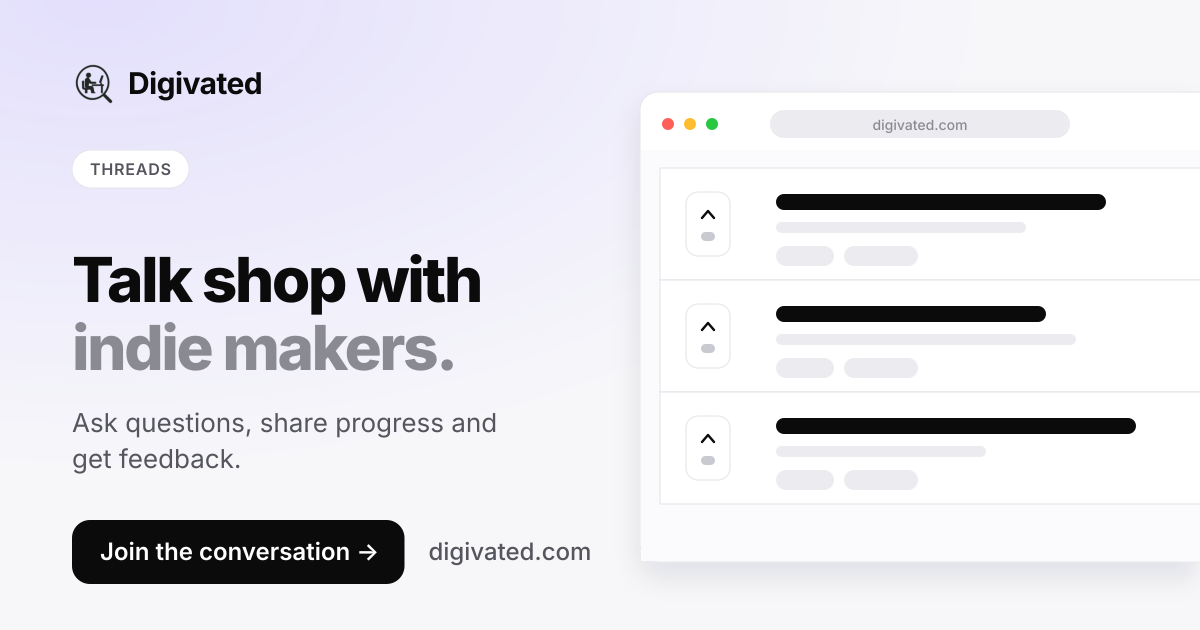 Digivated
THREADS
Talk shop with
indie makers.
Ask questions, share progress and
get feedback.
Join the conversation →
digivated.com
digivated.com